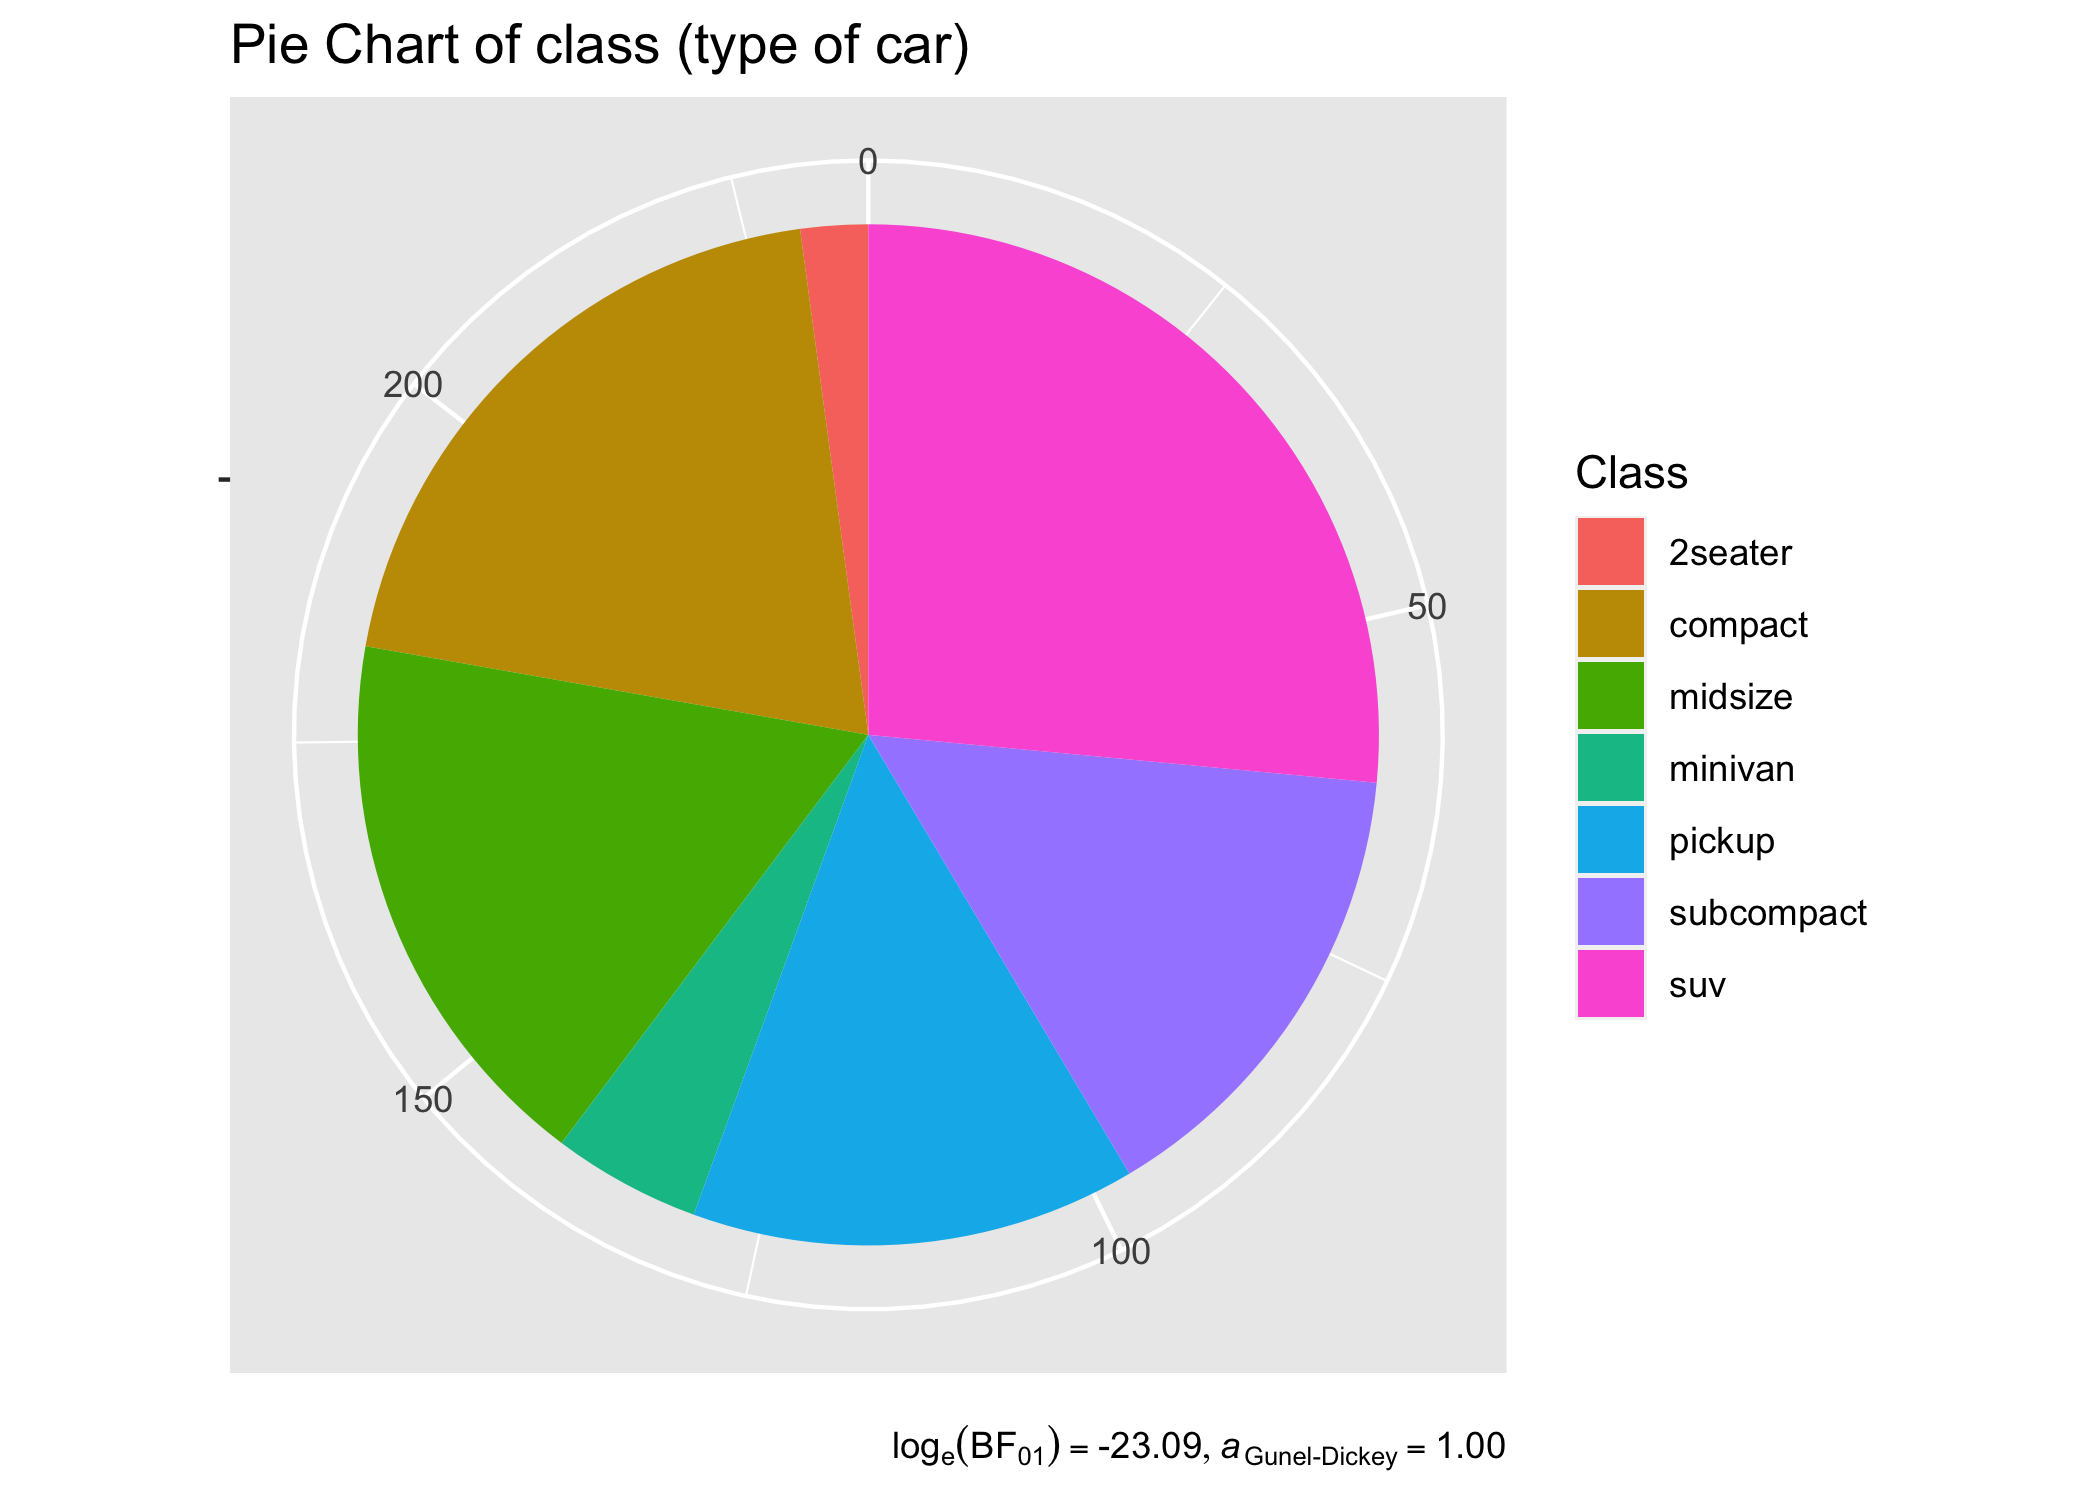 Pie Chart of class (type of car)
0
200
50
150
100
Class
2seater
compact
midsize
minivan
pickup
subcompact
suv
logₑ(BF₀₁) = -23.09, a Gunel-Dickey = 1.00